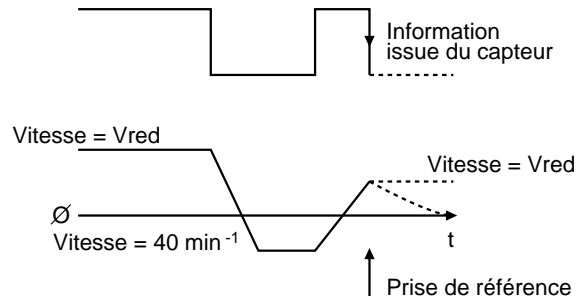 Information
issue du capteur
Vitesse = Vred
Vitesse = Vred
Ø
Vitesse = 40 min⁻¹
t
Prise de référence